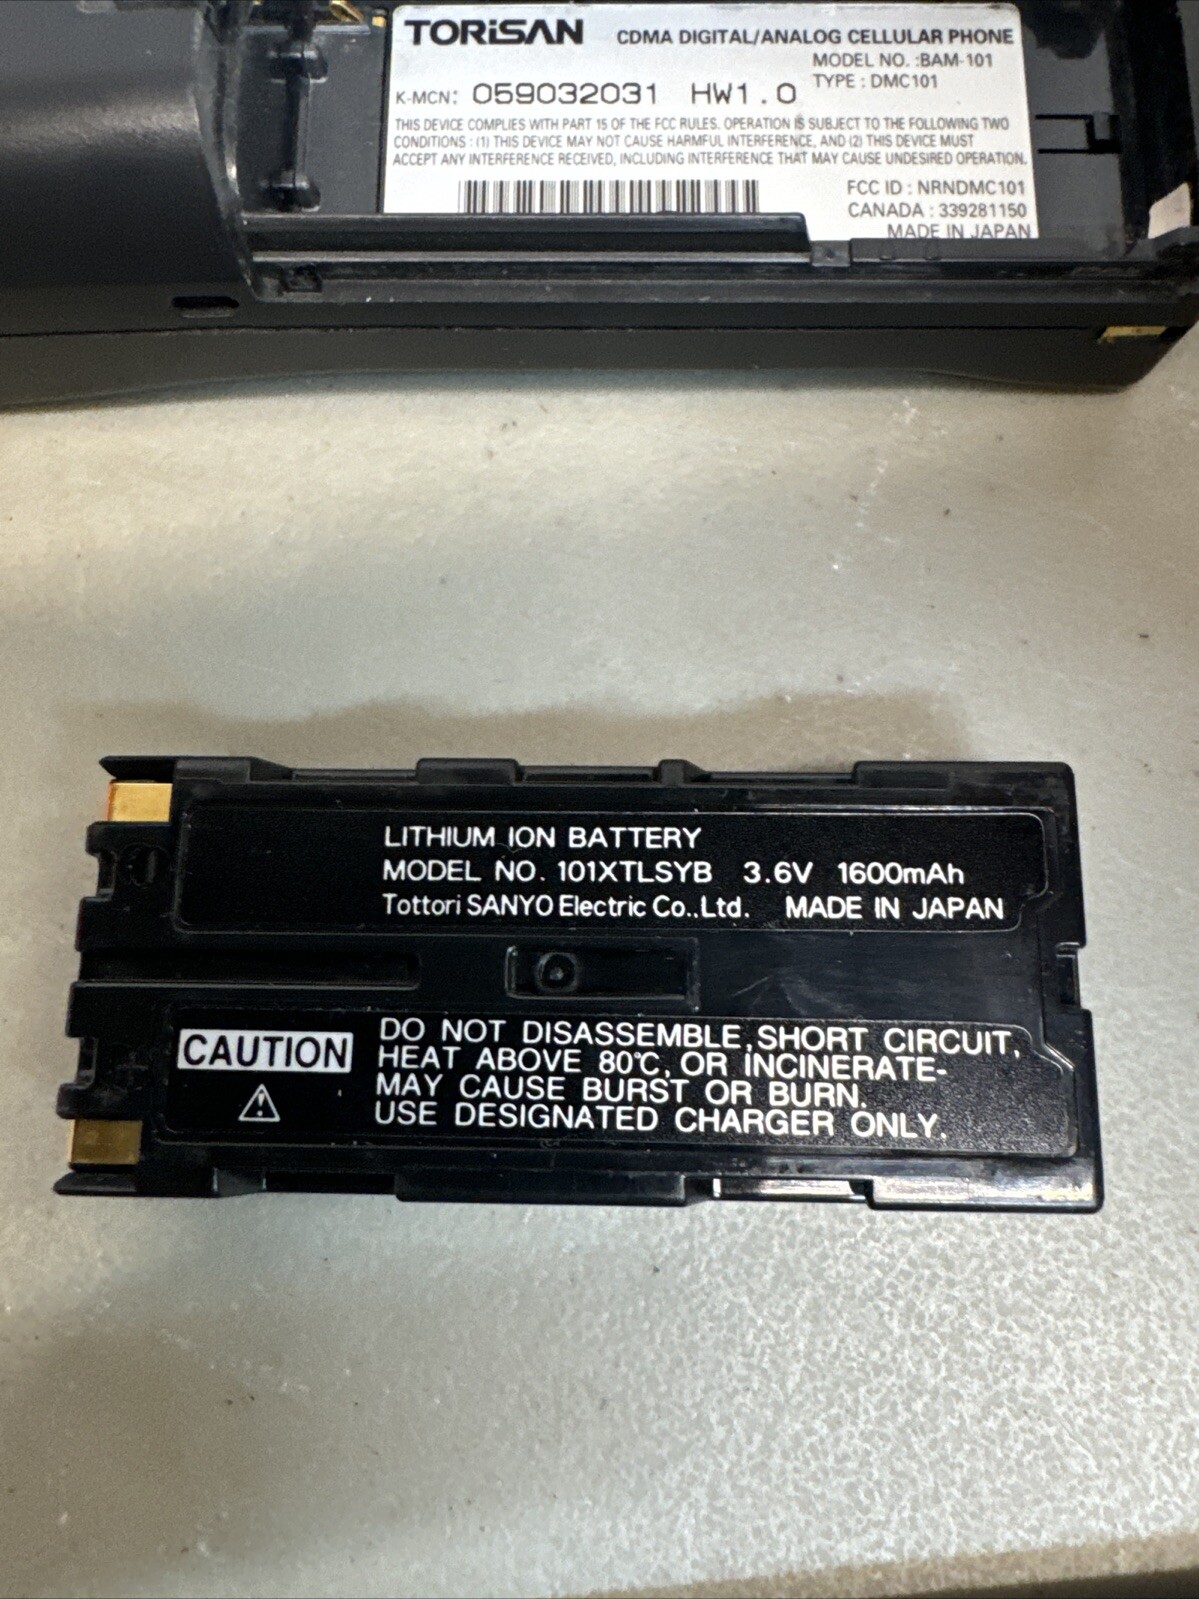 TORiSAN CDMA DIGITAL/ANALOG CELLULAR PHONE
MODEL NO. :BAM-101
TYPE : DMC101
K-MCN: 059032031 HW1.0
THIS DEVICE COMPLIES WITH PART 15 OF THE FCC RULES. OPERATION IS SUBJECT TO THE FOLLOWING TWO
CONDITIONS : (1) THIS DEVICE MAY NOT CAUSE HARMFUL INTERFERENCE, AND (2) THIS DEVICE MUST
ACCEPT ANY INTERFERENCE RECEIVED, INCLUDING INTERFERENCE THAT MAY CAUSE UNDESIRED OPERATION.
FCC ID : NRNDMC101
CANADA : 339281150
MADE IN JAPAN
LITHIUM ION BATTERY
MODEL NO. 101XTLSYB 3.6V 1600mAh
Tottori SANYO Electric Co.,Ltd. MADE IN JAPAN
CAUTION
DO NOT DISASSEMBLE, SHORT CIRCUIT,
HEAT ABOVE 80℃, OR INCINERATE-
MAY CAUSE BURST OR BURN.
USE DESIGNATED CHARGER ONLY.